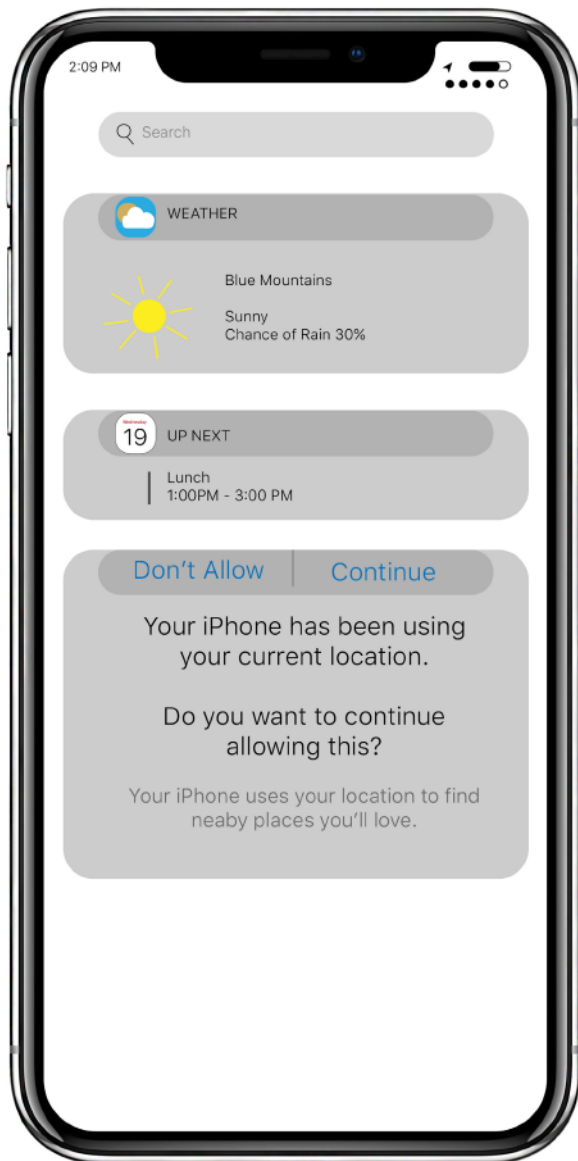 2:09 PM
Search
WEATHER
Blue Mountains
Sunny
Chance of Rain 30%
Wednesday
19
UP NEXT
Lunch
1:00PM - 3:00 PM
Don't Allow
Continue
Your iPhone has been using
your current location.
Do you want to continue
allowing this?
Your iPhone uses your location to find
neaby places you'll love.